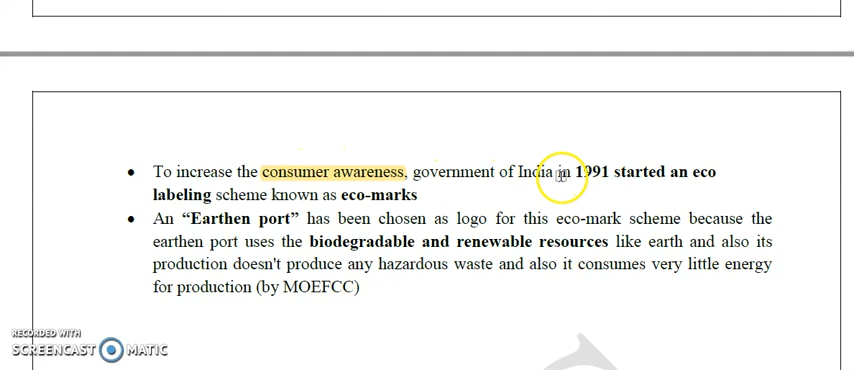 To increase the consumer awareness, government of India in 1991 started an eco
labeling scheme known as eco-marks
An “Earthen port” has been chosen as logo for this eco-mark scheme because the
earthen port uses the biodegradable and renewable resources like earth and also its
production doesn't produce any hazardous waste and also it consumes very little energy
for production (by MOEFCC)
RECORDED WITH
SCREENCAST MATIC